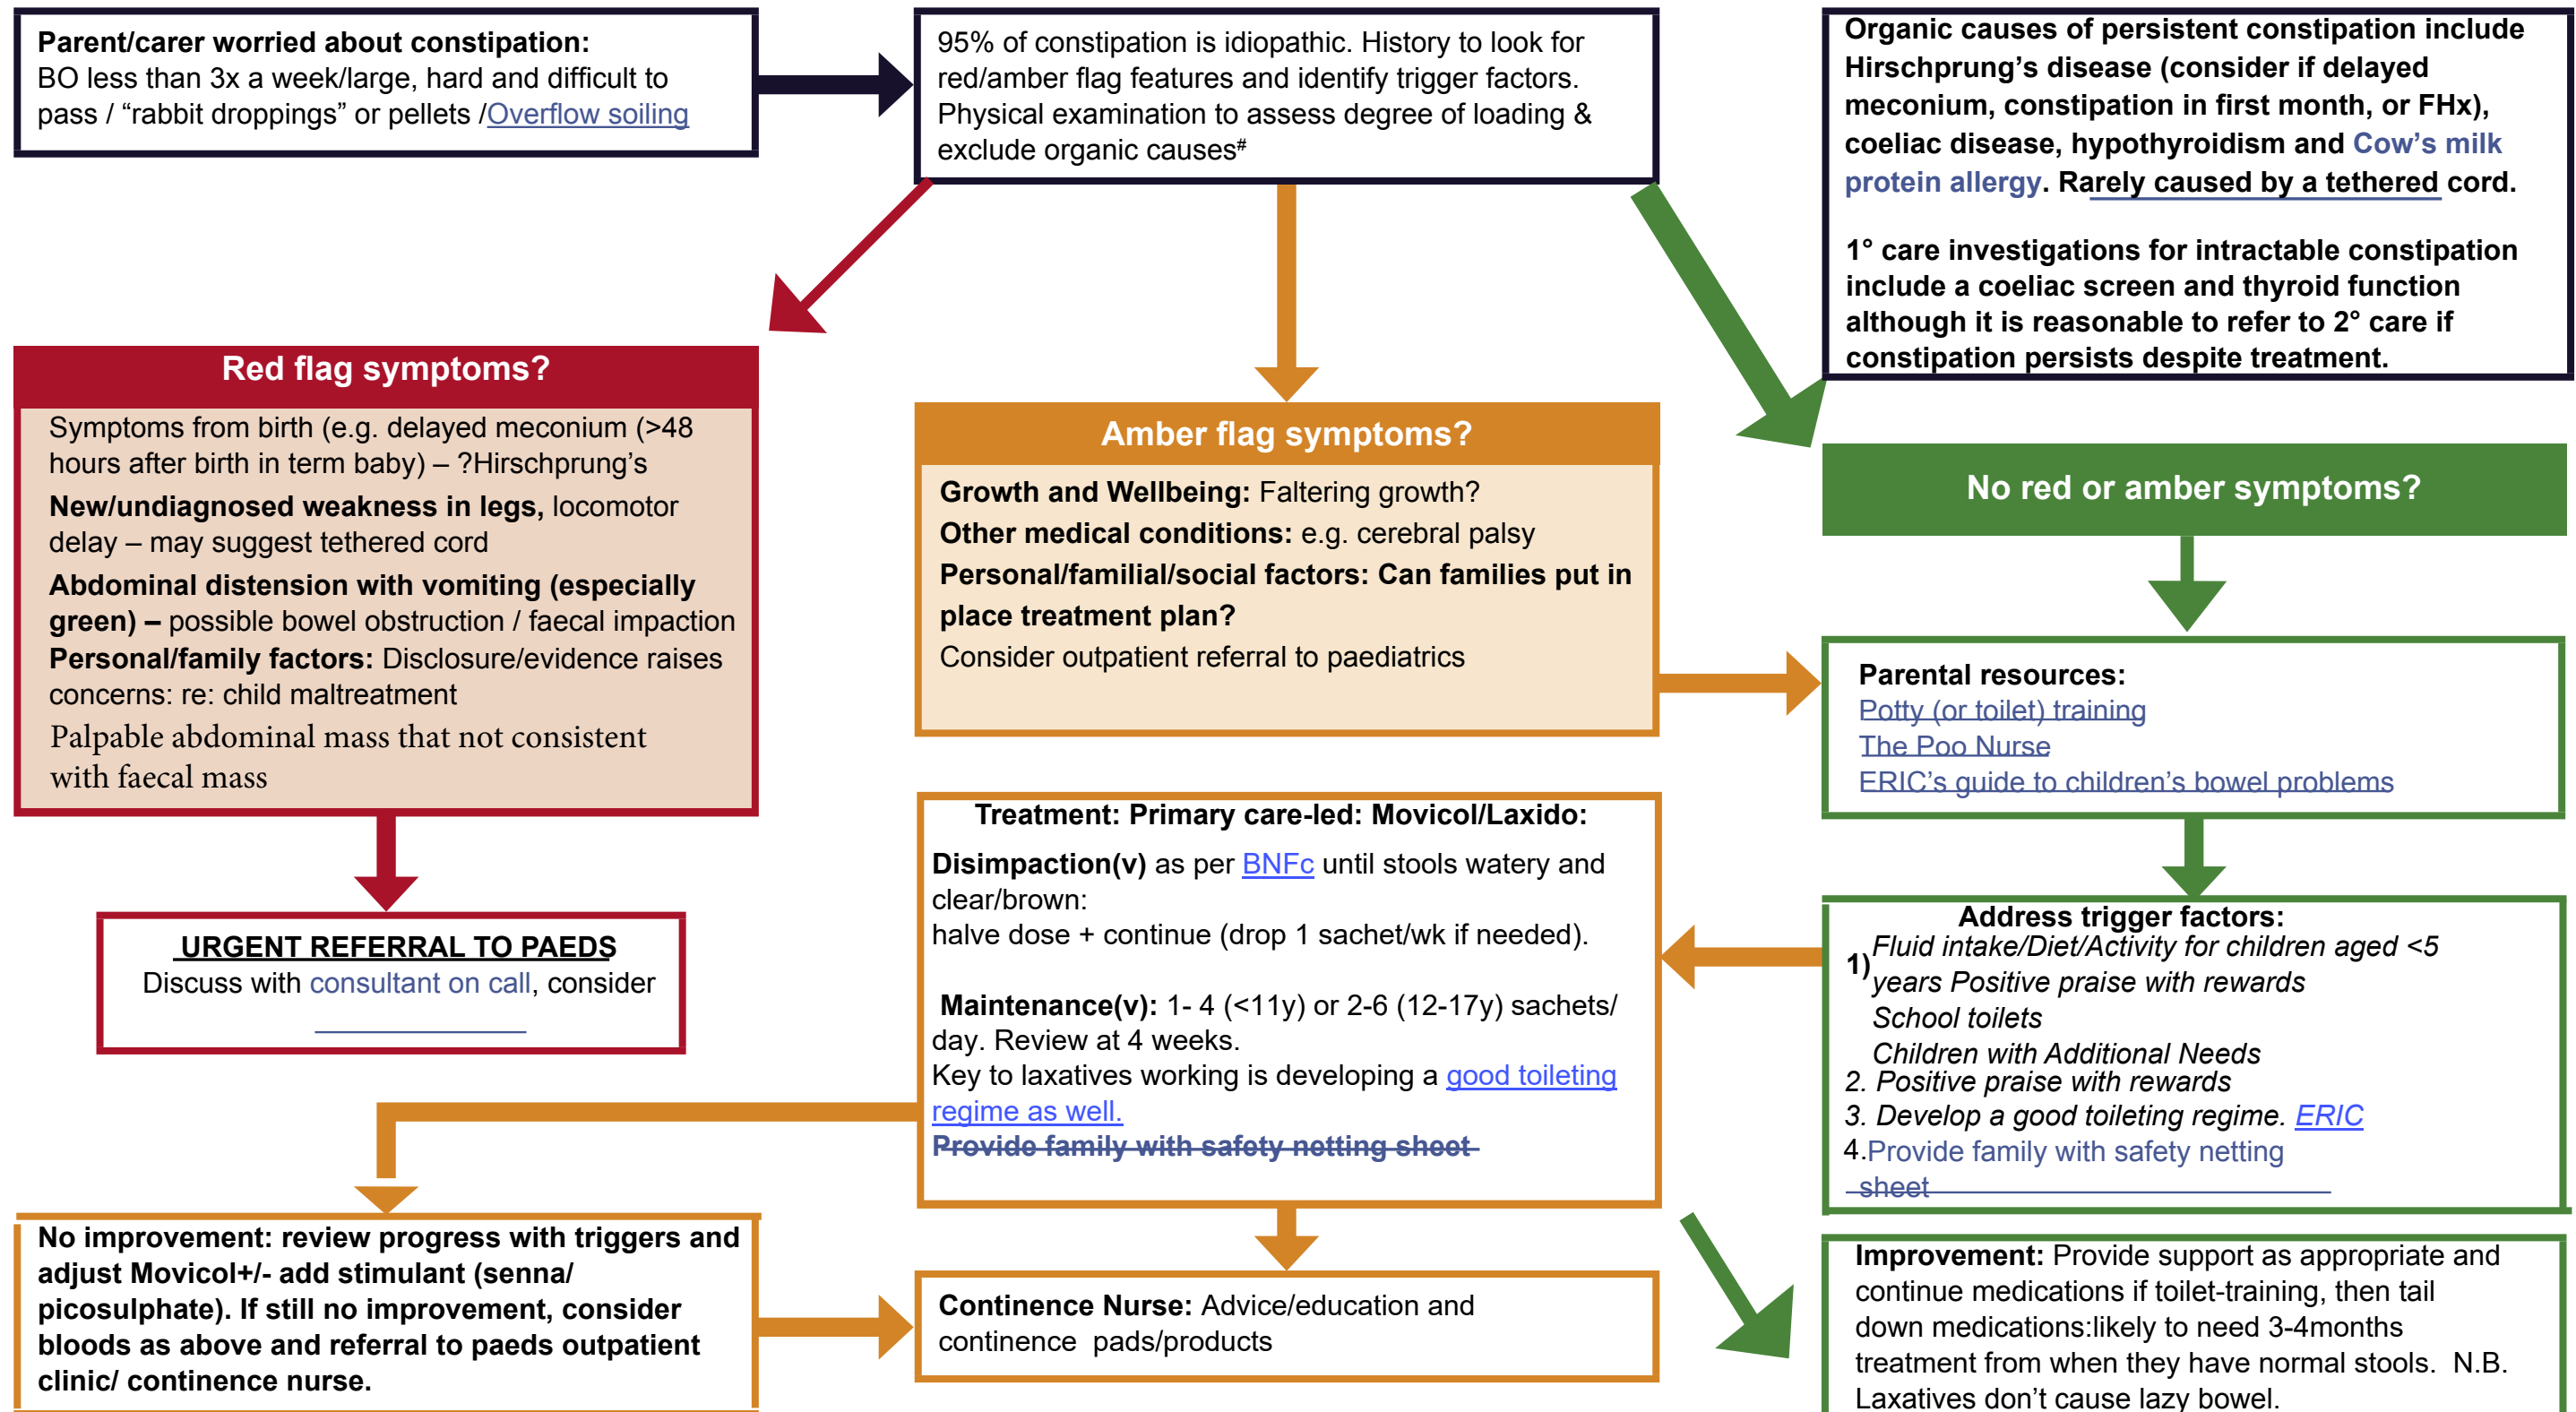 Parent/carer worried about constipation:
BO less than 3x a week/large, hard and difficult to
pass / “rabbit droppings” or pellets /Overflow soiling
95% of constipation is idiopathic. History to look for
red/amber flag features and identify trigger factors.
Physical examination to assess degree of loading &
exclude organic causes#
Organic causes of persistent constipation include
Hirschprung’s disease (consider if delayed
meconium, constipation in first month, or FHx),
coeliac disease, hypothyroidism and Cow’s milk
protein allergy. Rarely caused by a tethered cord.
1° care investigations for intractable constipation
include a coeliac screen and thyroid function
although it is reasonable to refer to 2° care if
constipation persists despite treatment.
Red flag symptoms?
Symptoms from birth (e.g. delayed meconium (>48
hours after birth in term baby) – ?Hirschprung’s
New/undiagnosed weakness in legs, locomotor
delay – may suggest tethered cord
Abdominal distension with vomiting (especially
green) – possible bowel obstruction / faecal impaction
Personal/family factors: Disclosure/evidence raises
concerns: re: child maltreatment
Palpable abdominal mass that not consistent
with faecal mass
Amber flag symptoms?
Growth and Wellbeing: Faltering growth?
Other medical conditions: e.g. cerebral palsy
Personal/familial/social factors: Can families put in
place treatment plan?
Consider outpatient referral to paediatrics
No red or amber symptoms?
Parental resources:
Potty (or toilet) training
The Poo Nurse
ERIC’s guide to children’s bowel problems
URGENT REFERRAL TO PAEDS
Discuss with consultant on call, consider
Treatment: Primary care-led: Movicol/Laxido:
Disimpaction(v) as per BNFc until stools watery and
clear/brown:
halve dose + continue (drop 1 sachet/wk if needed).
Maintenance(v): 1- 4 (<11y) or 2-6 (12-17y) sachets/
day. Review at 4 weeks.
Key to laxatives working is developing a good toileting
regime as well.
Provide family with safety netting sheet
Address trigger factors:
1) Fluid intake/Diet/Activity for children aged <5
years Positive praise with rewards
School toilets
Children with Additional Needs
2. Positive praise with rewards
3. Develop a good toileting regime. ERIC
4.Provide family with safety netting
sheet
No improvement: review progress with triggers and
adjust Movicol+/- add stimulant (senna/
picosulphate). If still no improvement, consider
bloods as above and referral to paeds outpatient
clinic/ continence nurse.
Continence Nurse: Advice/education and
continence pads/products
Improvement: Provide support as appropriate and
continue medications if toilet-training, then tail
down medications:likely to need 3-4months
treatment from when they have normal stools. N.B.
Laxatives don’t cause lazy bowel.